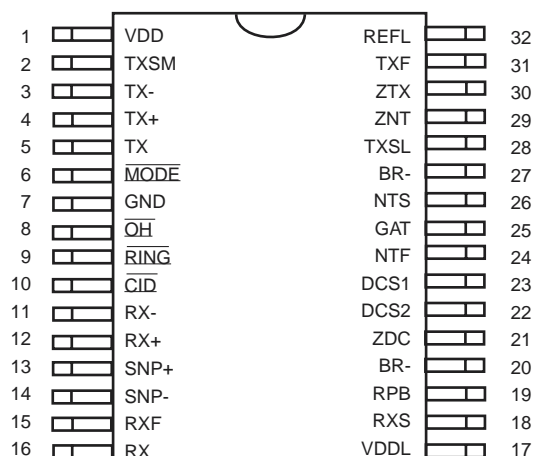 1 VDD REFL 32
2 TXSM TXF 31
3 TX- ZTX 30
4 TX+ ZNT 29
5 TX TXSL 28
6 MODE BR- 27
7 GND NTS 26
8 OH GAT 25
9 RING NTF 24
10 CID DCS1 23
11 RX- DCS2 22
12 RX+ ZDC 21
13 SNP+ BR- 20
14 SNP- RPB 19
15 RXF RXS 18
16 RX VDDL 17